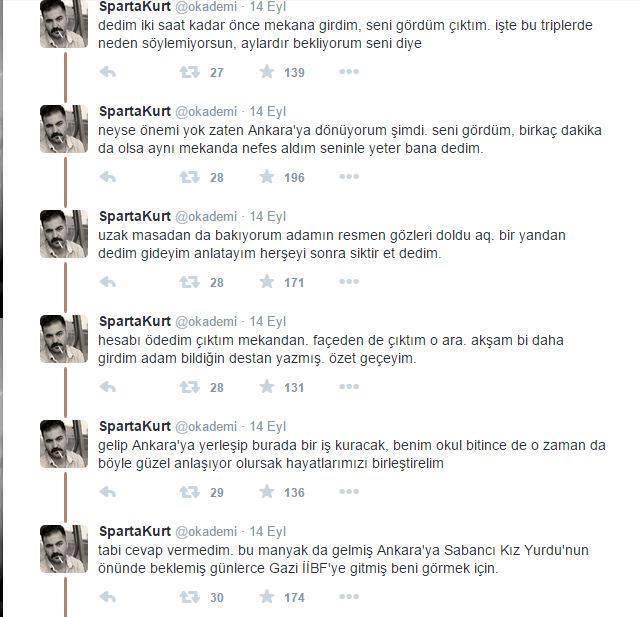 SpartaKurt @okademi · 14 Eyl
dedim iki saat kadar önce mekana girdim, seni gördüm çıktım. işte bu triplerde
neden söylemiyorsun, aylardır bekliyorum seni diye
27 139
SpartaKurt @okademi · 14 Eyl
neyse önemi yok zaten Ankara'ya dönüyorum şimdi. seni gördüm, birkaç dakika
da olsa aynı mekanda nefes aldım seninle yeter bana dedim.
28 196
SpartaKurt @okademi · 14 Eyl
uzak masadan da bakıyorum adamın resmen gözleri doldu aq. bir yandan
dedim gideyim anlatayım herşeyi sonra siktir et dedim.
28 171
SpartaKurt @okademi · 14 Eyl
hesabı ödedim çıktım mekandan. façeden de çıktım o ara. akşam bi daha
girdim adam bildiğin destan yazmış. özet geçeyim.
28 131
SpartaKurt @okademi · 14 Eyl
gelip Ankara'ya yerleşip burada bir iş kuracak, benim okul bitince de o zaman da
böyle güzel anlaşıyor olursak hayatlarımızı birleştirelim
29 136
SpartaKurt @okademi · 14 Eyl
tabi cevap vermedim. bu manyak da gelmiş Ankara'ya Sabancı Kız Yurdu'nun
önünde beklemiş günlerce Gazi İİBF'ye gitmiş beni görmek için.
30 174